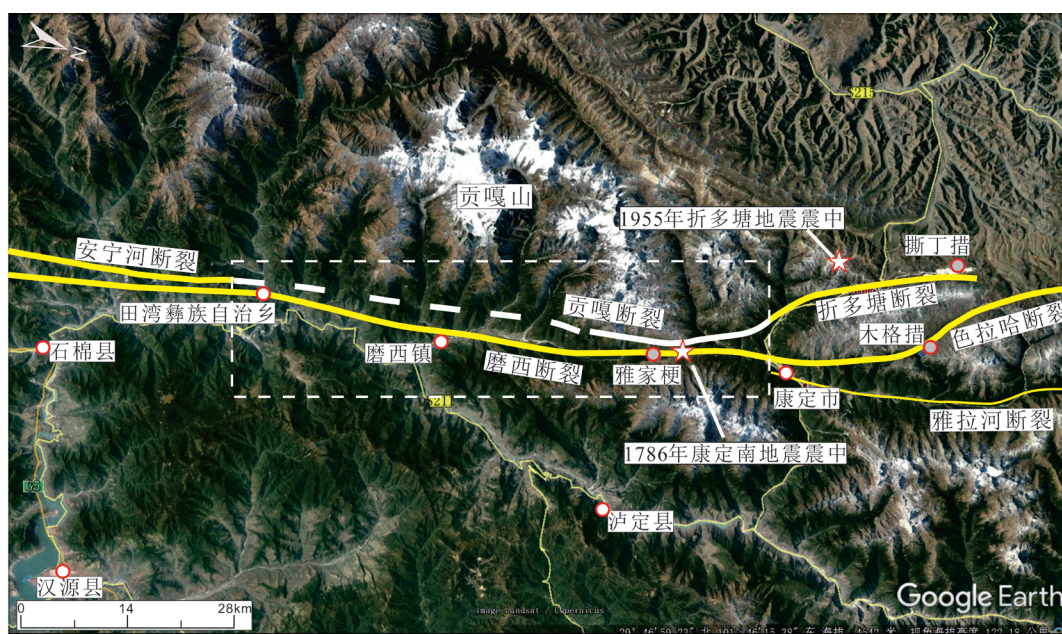 N
S215
贡嘎山
1955年折多塘地震震中
撕丁措
安宁河断裂
贡嘎断裂
折多塘断裂
田湾彝族自治乡
木格措
色拉哈断裂
石棉县
磨西镇
磨西断裂
雅家梗
康定市
S21
雅拉河断裂
1786年康定南地震震中
G5
泸定县
汉源县
0 14 28km
Image Landsat / Copernicus
Google Earth